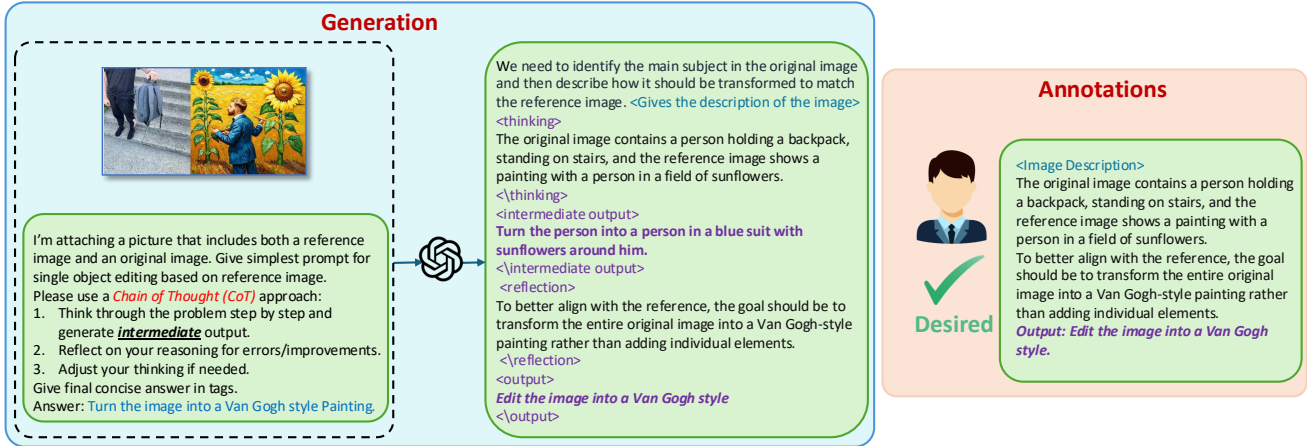 Generation
I'm attaching a picture that includes both a reference
image and an original image. Give simplest prompt for
single object editing based on reference image.
Please use a Chain of Thought (CoT) approach:
1. Think through the problem step by step and
generate intermediate output.
2. Reflect on your reasoning for errors/improvements.
3. Adjust your thinking if needed.
Give final concise answer in tags.
Answer: Turn the image into a Van Gogh style Painting.
We need to identify the main subject in the original image
and then describe how it should be transformed to match
the reference image. <Gives the description of the image>
<thinking>
The original image contains a person holding a backpack,
standing on stairs, and the reference image shows a
painting with a person in a field of sunflowers.
<\thinking>
<intermediate output>
Turn the person into a person in a blue suit with
sunflowers around him.
<\intermediate output>
<reflection>
To better align with the reference, the goal should be to
transform the entire original image into a Van Gogh-style
painting rather than adding individual elements.
<\reflection>
<output>
Edit the image into a Van Gogh style
<\output>
Annotations
Desired
<Image Description>
The original image contains a person holding
a backpack, standing on stairs, and the
reference image shows a painting with a
person in a field of sunflowers.
To better align with the reference, the goal
should be to transform the entire original
image into a Van Gogh-style painting rather
than adding individual elements.
Output: Edit the image into a Van Gogh
style.